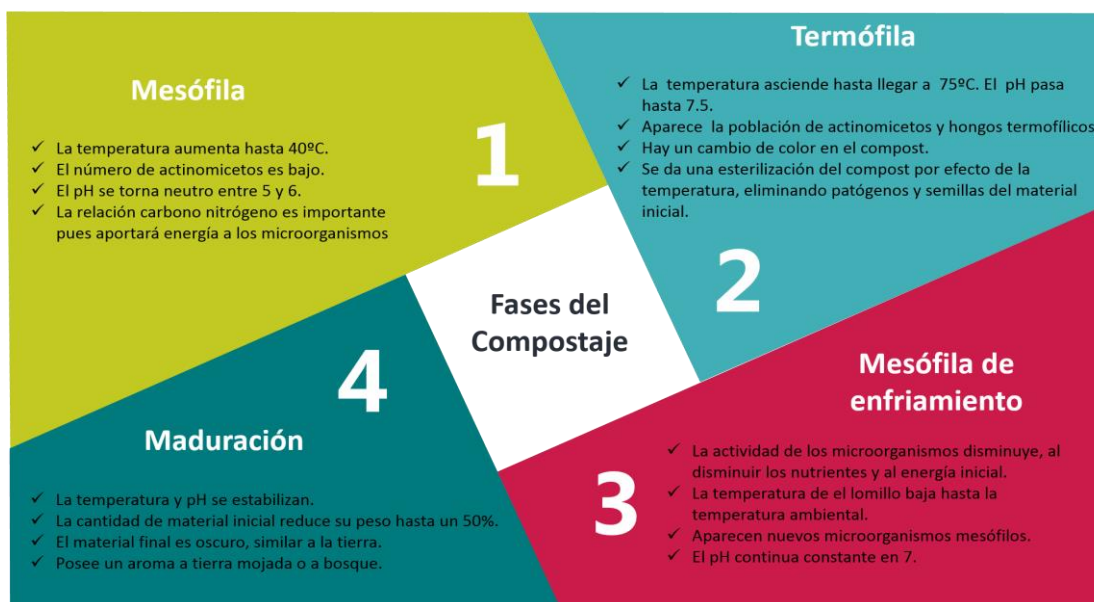 Fases del
Compostaje
1
Mesófila
✓ La temperatura aumenta hasta 40ºC.
✓ El número de actinomicetos es bajo.
✓ El pH se torna neutro entre 5 y 6.
✓ La relación carbono nitrógeno es importante
pues aportará energía a los microorganismos
2
Termófila
✓ La temperatura asciende hasta llegar a 75ºC. El pH pasa
hasta 7.5.
✓ Aparece la población de actinomicetos y hongos termofílicos
✓ Hay un cambio de color en el compost.
✓ Se da una esterilización del compost por efecto de la
temperatura, eliminando patógenos y semillas del material
inicial.
3
Mesófila de
enfriamiento
✓ La actividad de los microorganismos disminuye, al
disminuir los nutrientes y al energía inicial.
✓ La temperatura de el lomillo baja hasta la
temperatura ambiental.
✓ Aparecen nuevos microorganismos mesófilos.
✓ El pH continua constante en 7.
4
Maduración
✓ La temperatura y pH se estabilizan.
✓ La cantidad de material inicial reduce su peso hasta un 50%.
✓ El material final es oscuro, similar a la tierra.
✓ Posee un aroma a tierra mojada o a bosque.